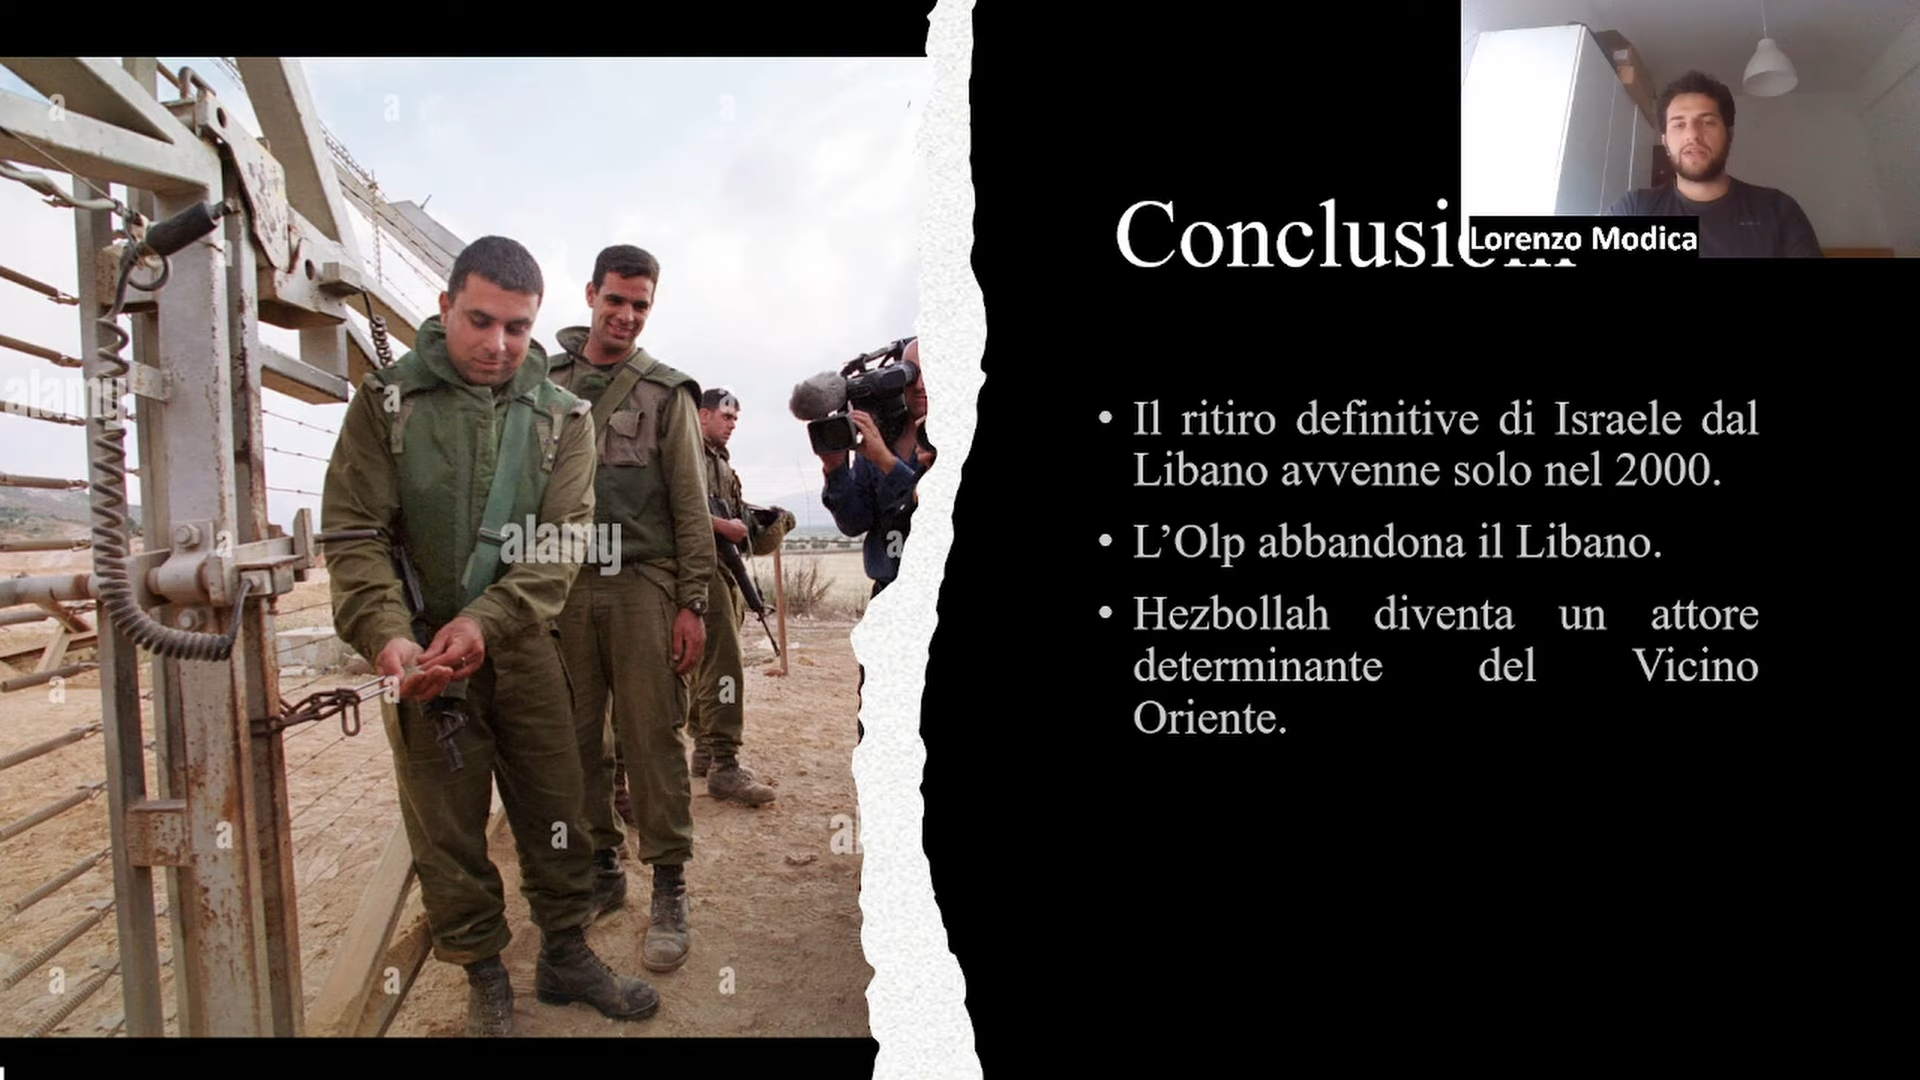 Conclusioni
Lorenzo Modica
Il ritiro definitive di Israele dal
Libano avvenne solo nel 2000.
L’Olp abbandona il Libano.
Hezbollah diventa un attore
determinante del Vicino
Oriente.
alamy
alamy